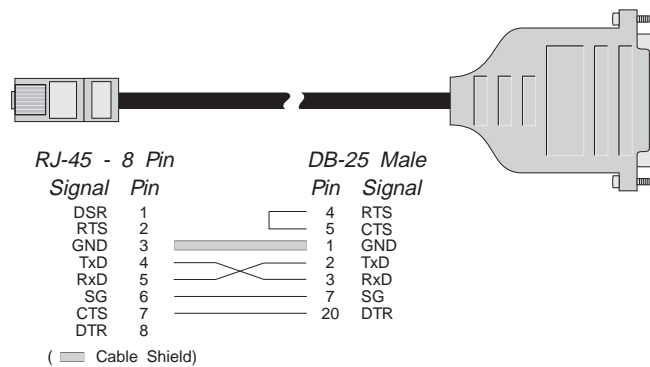 RJ-45 - 8 Pin DB-25 Male
Signal Pin Pin Signal
DSR 1 4 RTS
RTS 2 5 CTS
GND 3 1 GND
TxD 4 2 TxD
RxD 5 3 RxD
SG 6 7 SG
CTS 7 20 DTR
DTR 8
( Cable Shield)